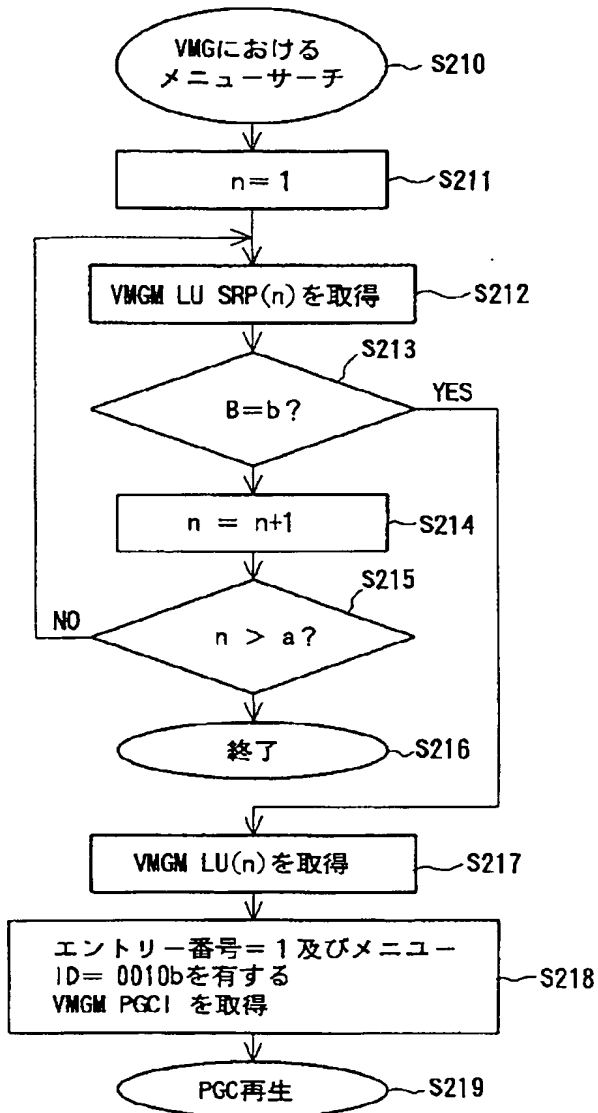 VMGにおける
メニューサーチ
S210
n=1
S211
VMGM LU SRP(n)を取得
S212
S213
B=b?
YES
n = n+1
S214
S215
NO
n > a?
終了
S216
VMGM LU(n)を取得
S217
エントリー番号=1及びメニュー
ID=0010bを有する
VMGM PGCI を取得
S218
PGC再生
S219